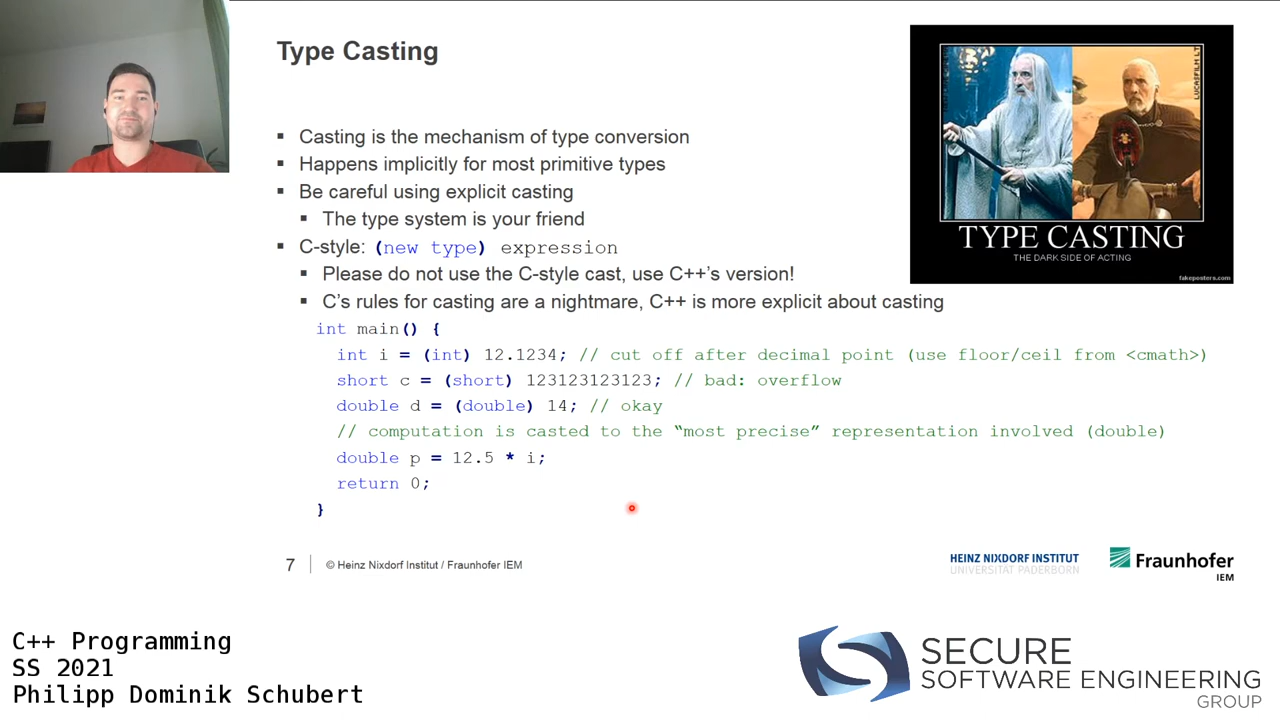 Type Casting
▪ Casting is the mechanism of type conversion
▪ Happens implicitly for most primitive types
▪ Be careful using explicit casting
▪ The type system is your friend
▪ C-style: (new type) expression
▪ Please do not use the C-style cast, use C++’s version!
▪ C’s rules for casting are a nightmare, C++ is more explicit about casting
int main() {
int i = (int) 12.1234; // cut off after decimal point (use floor/ceil from <cmath>)
short c = (short) 123123123123; // bad: overflow
double d = (double) 14; // okay
// computation is casted to the “most precise” representation involved (double)
double p = 12.5 * i;
return 0;
}
LUCASFILM LT
TYPE CASTING
THE DARK SIDE OF ACTING
fakeposters.com
7 | © Heinz Nixdorf Institut / Fraunhofer IEM
HEINZ NIXDORF INSTITUT
UNIVERSITÄT PADERBORN
Fraunhofer
IEM
C++ Programming
SS 2021
Philipp Dominik Schubert
SECURE
SOFTWARE ENGINEERING
GROUP